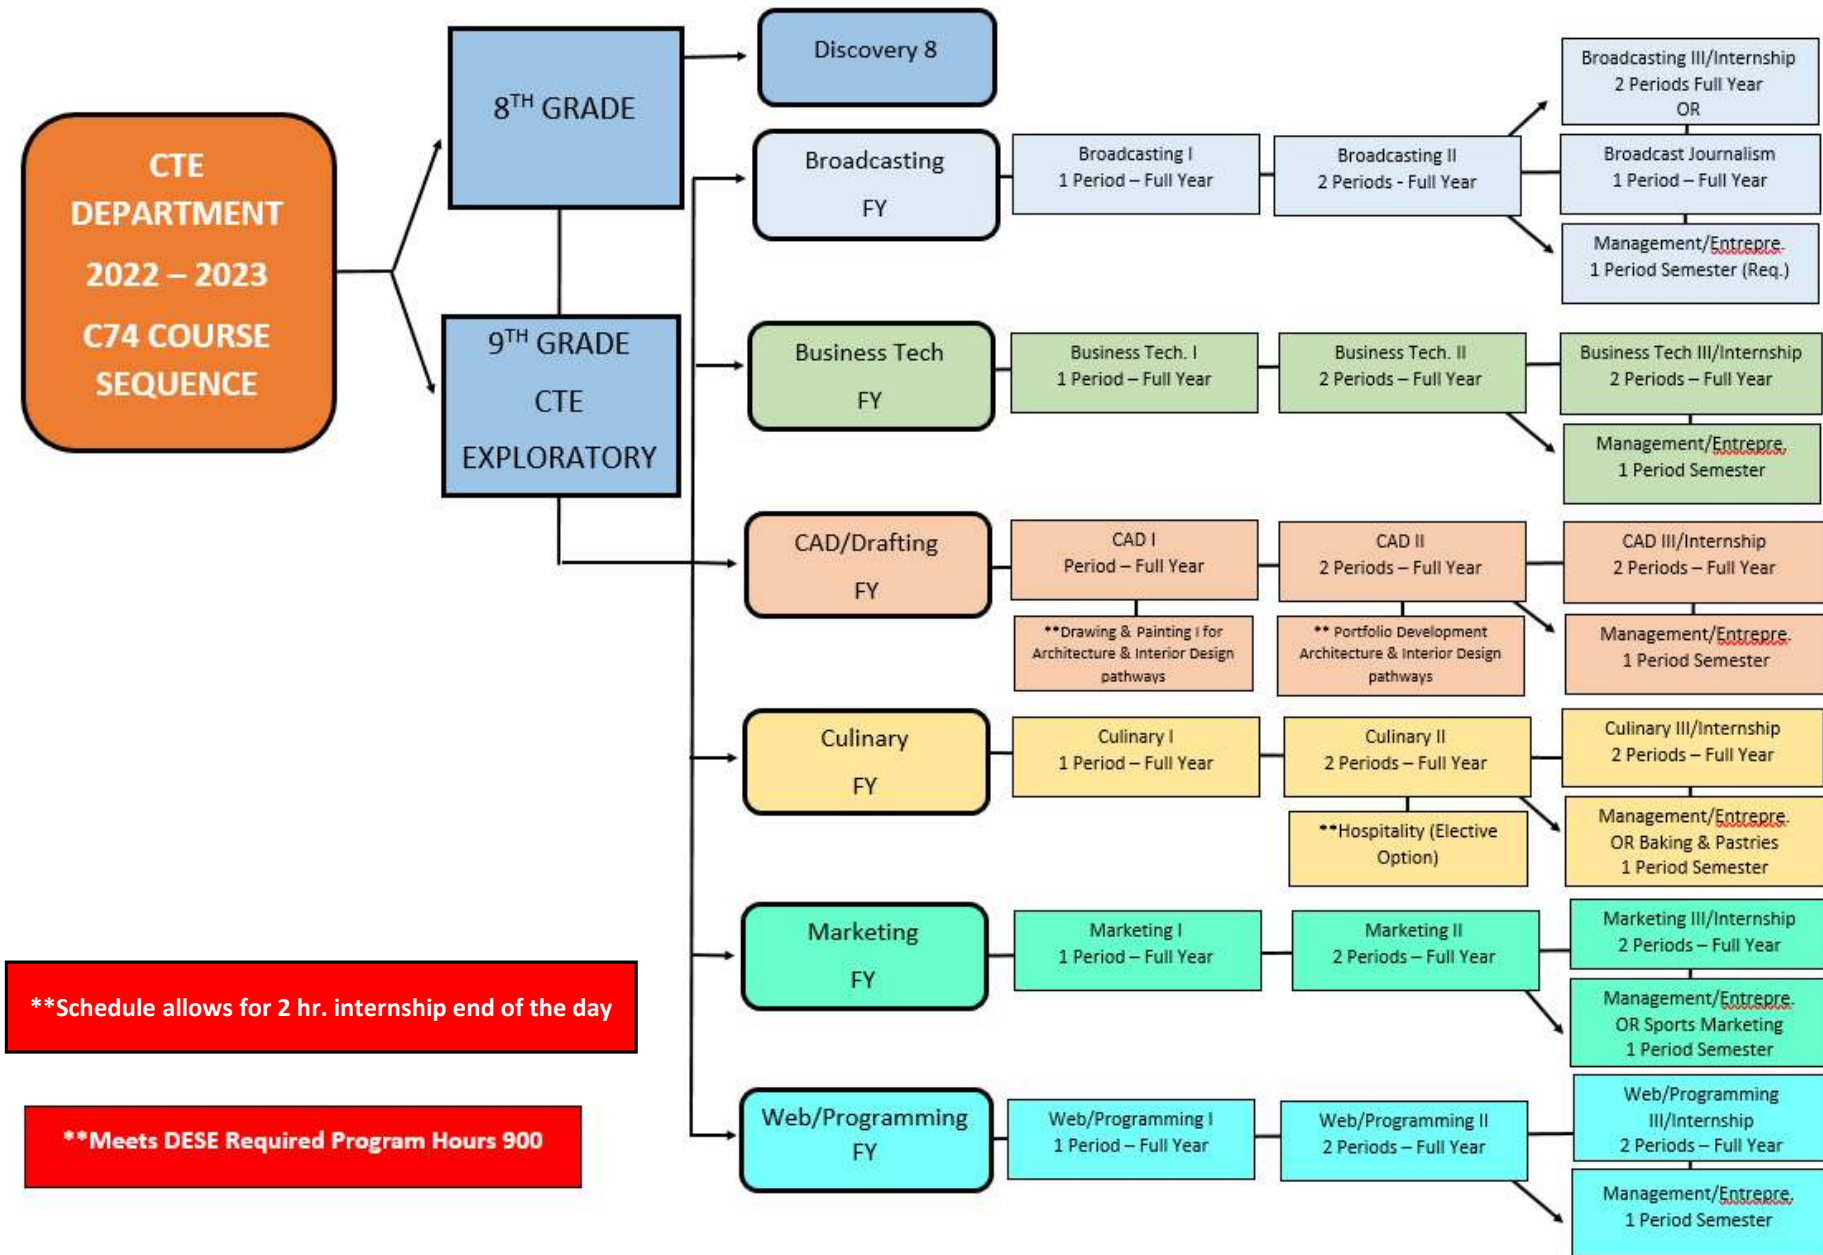 CTE
DEPARTMENT
2022 – 2023
C74 COURSE
SEQUENCE
8TH GRADE
9TH GRADE
CTE
EXPLORATORY
Discovery 8
Broadcasting
FY
Broadcasting I
1 Period – Full Year
Broadcasting II
2 Periods - Full Year
Broadcasting III/Internship
2 Periods Full Year
OR
Broadcast Journalism
1 Period – Full Year
Management/Entrepre.
1 Period Semester (Req.)
Business Tech
FY
Business Tech. I
1 Period – Full Year
Business Tech. II
2 Periods – Full Year
Business Tech III/Internship
2 Periods – Full Year
Management/Entrepre.
1 Period Semester
CAD/Drafting
FY
CAD I
Period – Full Year
**Drawing & Painting I for
Architecture & Interior Design
pathways
CAD II
2 Periods – Full Year
** Portfolio Development
Architecture & Interior Design
pathways
CAD III/Internship
2 Periods – Full Year
Management/Entrepre.
1 Period Semester
Culinary
FY
Culinary I
1 Period – Full Year
Culinary II
2 Periods – Full Year
**Hospitality (Elective
Option)
Culinary III/Internship
2 Periods – Full Year
Management/Entrepre.
OR Baking & Pastries
1 Period Semester
Marketing
FY
Marketing I
1 Period – Full Year
Marketing II
2 Periods – Full Year
Marketing III/Internship
2 Periods – Full Year
Management/Entrepre.
OR Sports Marketing
1 Period Semester
Web/Programming
FY
Web/Programming I
1 Period – Full Year
Web/Programming II
2 Periods – Full Year
Web/Programming
III/Internship
2 Periods – Full Year
Management/Entrepre.
1 Period Semester
**Schedule allows for 2 hr. internship end of the day
**Meets DESE Required Program Hours 900